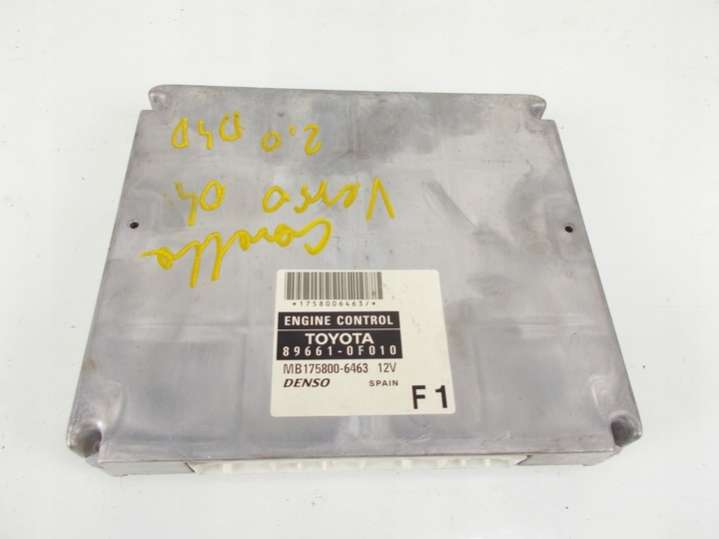 Corolla
Verso 04
2.0 D4D
*1758006463/*
ENGINE CONTROL
TOYOTA
89661-0F010
MB175800-6463 12V
DENSO SPAIN
F1